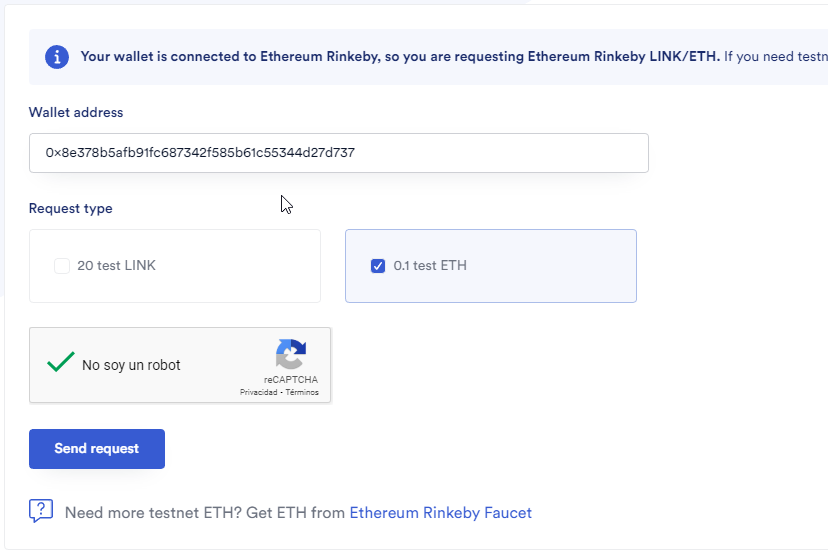 Your wallet is connected to Ethereum Rinkeby, so you are requesting Ethereum Rinkeby LINK/ETH. If you need testn
Wallet address
0x8e378b5afb91fc687342f585b61c55344d27d737
Request type
20 test LINK
0.1 test ETH
No soy un robot
reCAPTCHA
Privacidad - Términos
Send request
Need more testnet ETH? Get ETH from Ethereum Rinkeby Faucet